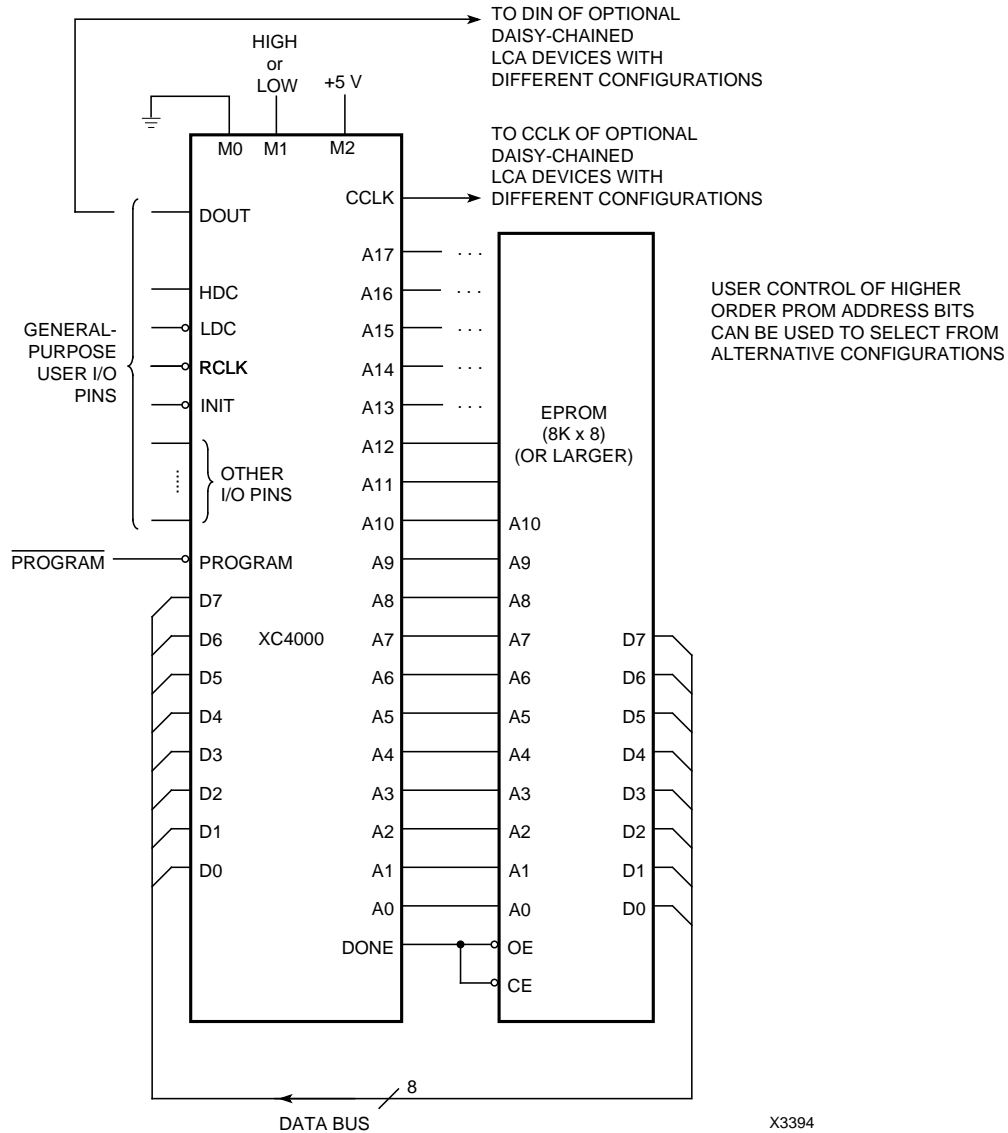 TO DIN OF OPTIONAL
DAISY-CHAINED
LCA DEVICES WITH
DIFFERENT CONFIGURATIONS
HIGH
or
LOW
+5 V
M0 M1 M2
TO CCLK OF OPTIONAL
DAISY-CHAINED
LCA DEVICES WITH
DIFFERENT CONFIGURATIONS
CCLK
DOUT
A17 . . .
HDC
A16 . . .
LDC
A15 . . .
RCLK
A14 . . .
INIT
A13 . . .
GENERAL-
PURPOSE
USER I/O
PINS
USER CONTROL OF HIGHER
ORDER PROM ADDRESS BITS
CAN BE USED TO SELECT FROM
ALTERNATIVE CONFIGURATIONS
EPROM
(8K x 8)
(OR LARGER)
A12
OTHER
I/O PINS
A11
A10 A10
PROGRAM PROGRAM A9 A9
D7 A8 A8
D6 XC4000 A7 A7 D7
D5 A6 A6 D6
D4 A5 A5 D5
D3 A4 A4 D4
D2 A3 A3 D3
D1 A2 A2 D2
D0 A1 A1 D1
A0 A0 D0
DONE OE
CE
8
DATA BUS
X3394